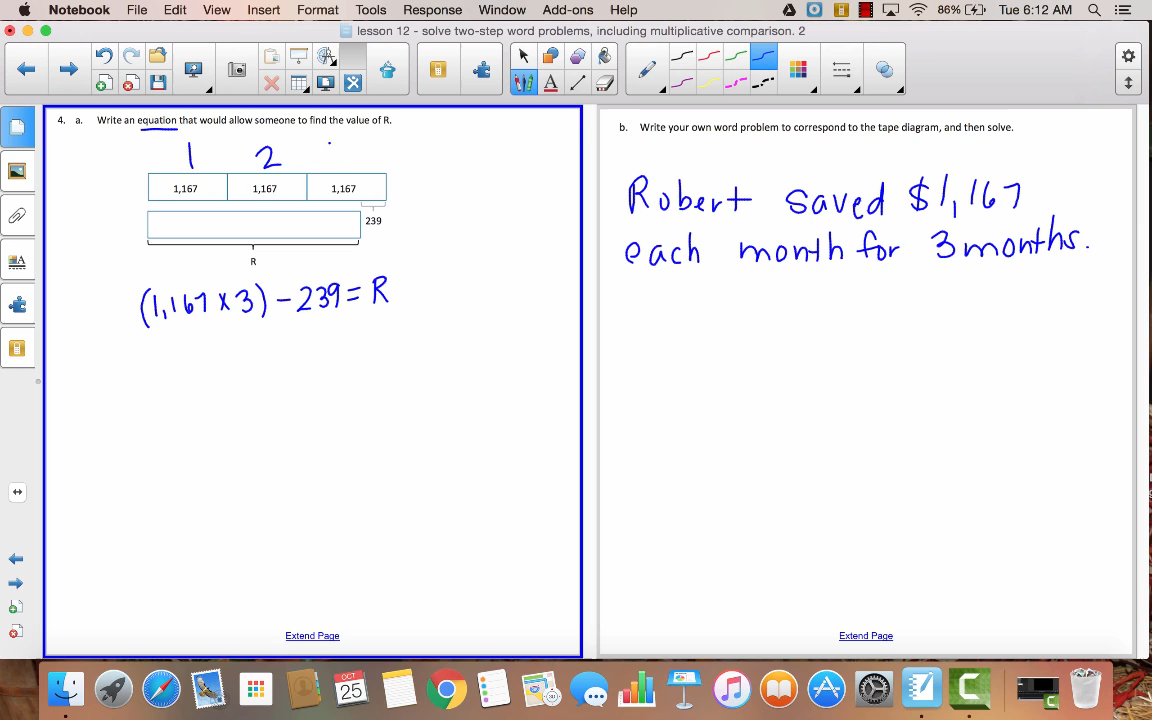 Notebook File Edit View Insert Format Tools Response Window Add-ons Help 86% Tue 6:12 AM
lesson 12 - solve two-step word problems, including multiplicative comparison. 2
4. a. Write an equation that would allow someone to find the value of R.
1 2
1,167 1,167 1,167
239
R
(1,167 x 3) - 239 = R
Extend Page
b. Write your own word problem to correspond to the tape diagram, and then solve.
Robert saved $1,167
each month for 3 months.
Extend Page
OCT
25